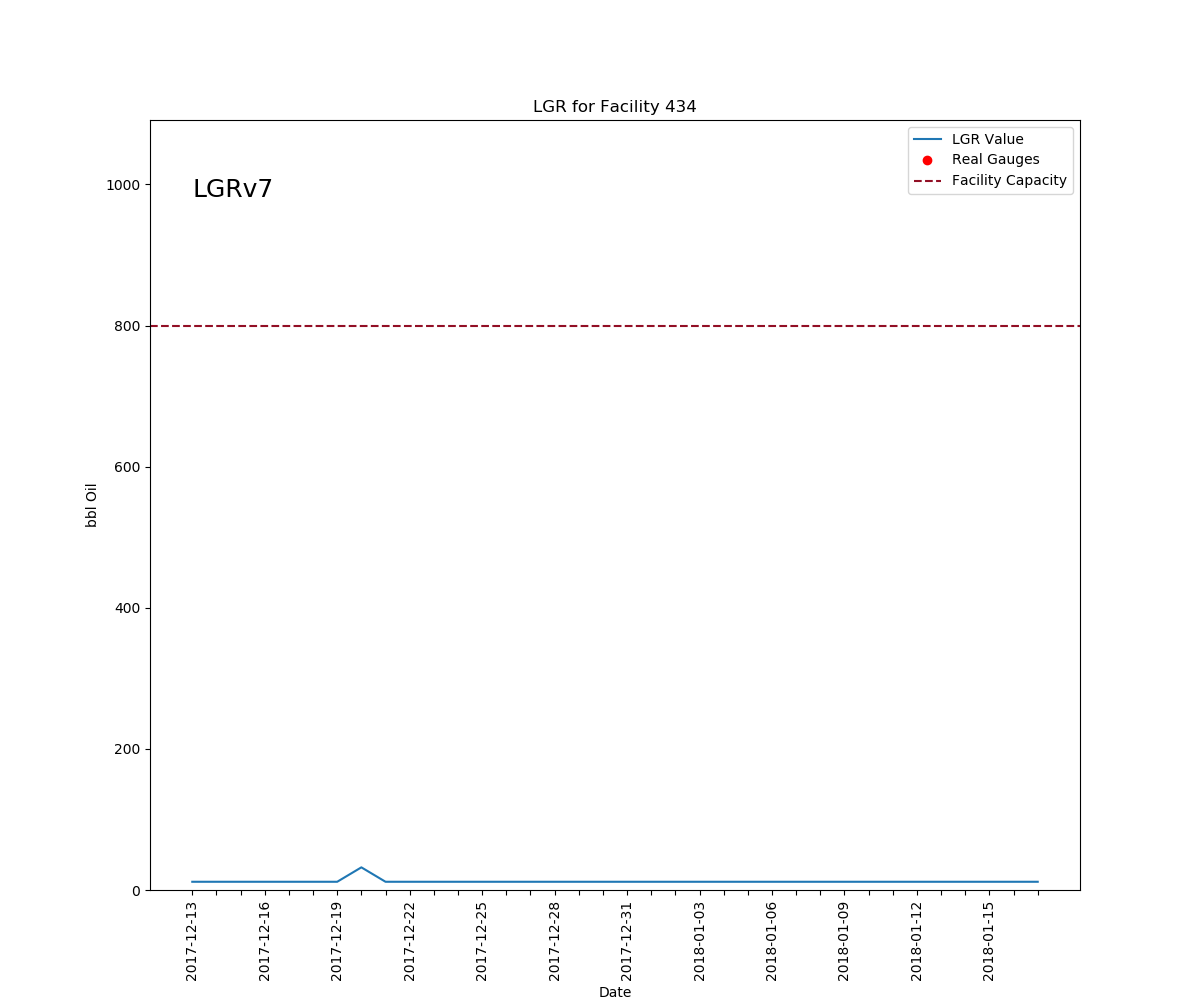 LGR for Facility 434
LGR Value
Real Gauges
Facility Capacity
LGRv7
1000
800
600
400
200
0
bbl Oil
2017-12-13
2017-12-16
2017-12-19
2017-12-22
2017-12-25
2017-12-28
2017-12-31
2018-01-03
2018-01-06
2018-01-09
2018-01-12
2018-01-15
Date